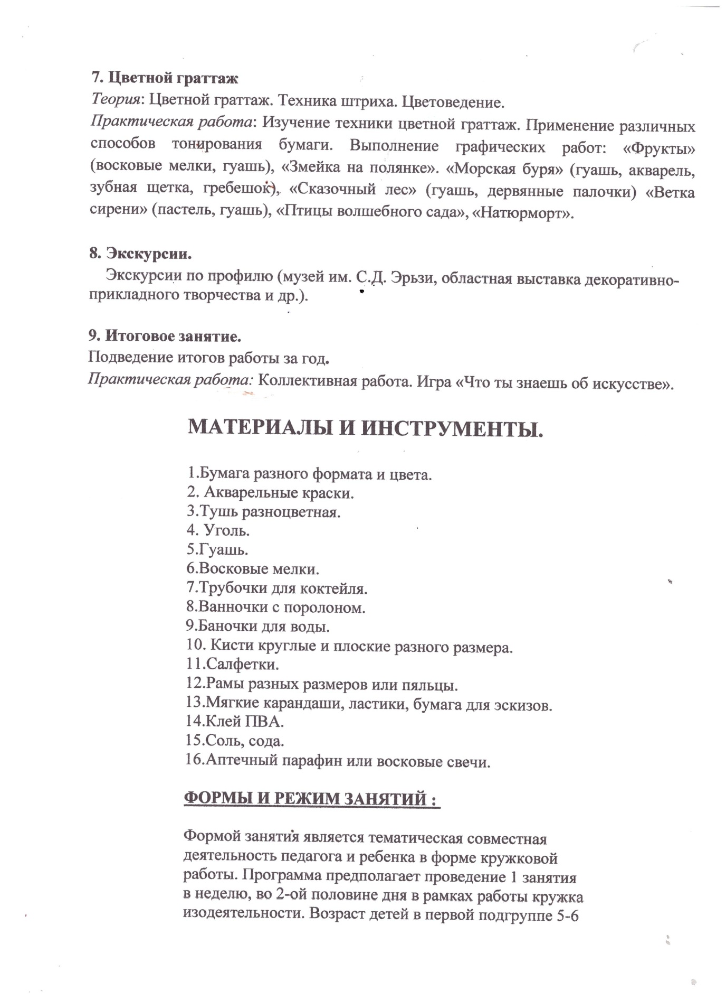 7. Цветной граттаж
Теория: Цветной граттаж. Техника штриха. Цветоведение.
Практическая работа: Изучение техники цветной граттаж. Применение различных
способов тонирования бумаги. Выполнение графических работ: «Фрукты»
(восковые мелки, гуашь), «Змейка на полянке». «Морская буря» (гуашь, акварель,
зубная щетка, гребешок), «Сказочный лес» (гуашь, дервянные палочки) «Ветка
сирени» (пастель, гуашь), «Птицы волшебного сада», «Натюрморт».
8. Экскурсии.
Экскурсии по профилю (музей им. С.Д. Эрьзи, областная выставка декоративно-
прикладного творчества и др.).
9. Итоговое занятие.
Подведение итогов работы за год.
Практическая работа: Коллективная работа. Игра «Что ты знаешь об искусстве».
МАТЕРИАЛЫ И ИНСТРУМЕНТЫ.
1.Бумага разного формата и цвета.
2. Акварельные краски.
3.Тушь разноцветная.
4. Уголь.
5.Гуашь.
6.Восковые мелки.
7.Трубочки для коктейля.
8.Ванночки с поролоном.
9.Баночки для воды.
10. Кисти круглые и плоские разного размера.
11.Салфетки.
12.Рамы разных размеров или пяльцы.
13.Мягкие карандаши, ластики, бумага для эскизов.
14.Клей ПВА.
15.Соль, сода.
16.Аптечный парафин или восковые свечи.
ФОРМЫ И РЕЖИМ ЗАНЯТИЙ :
Формой занятия является тематическая совместная
деятельность педагога и ребенка в форме кружковой
работы. Программа предполагает проведение 1 занятия
в неделю, во 2-ой половине дня в рамках работы кружка
изодеятельности. Возраст детей в первой подгруппе 5-6